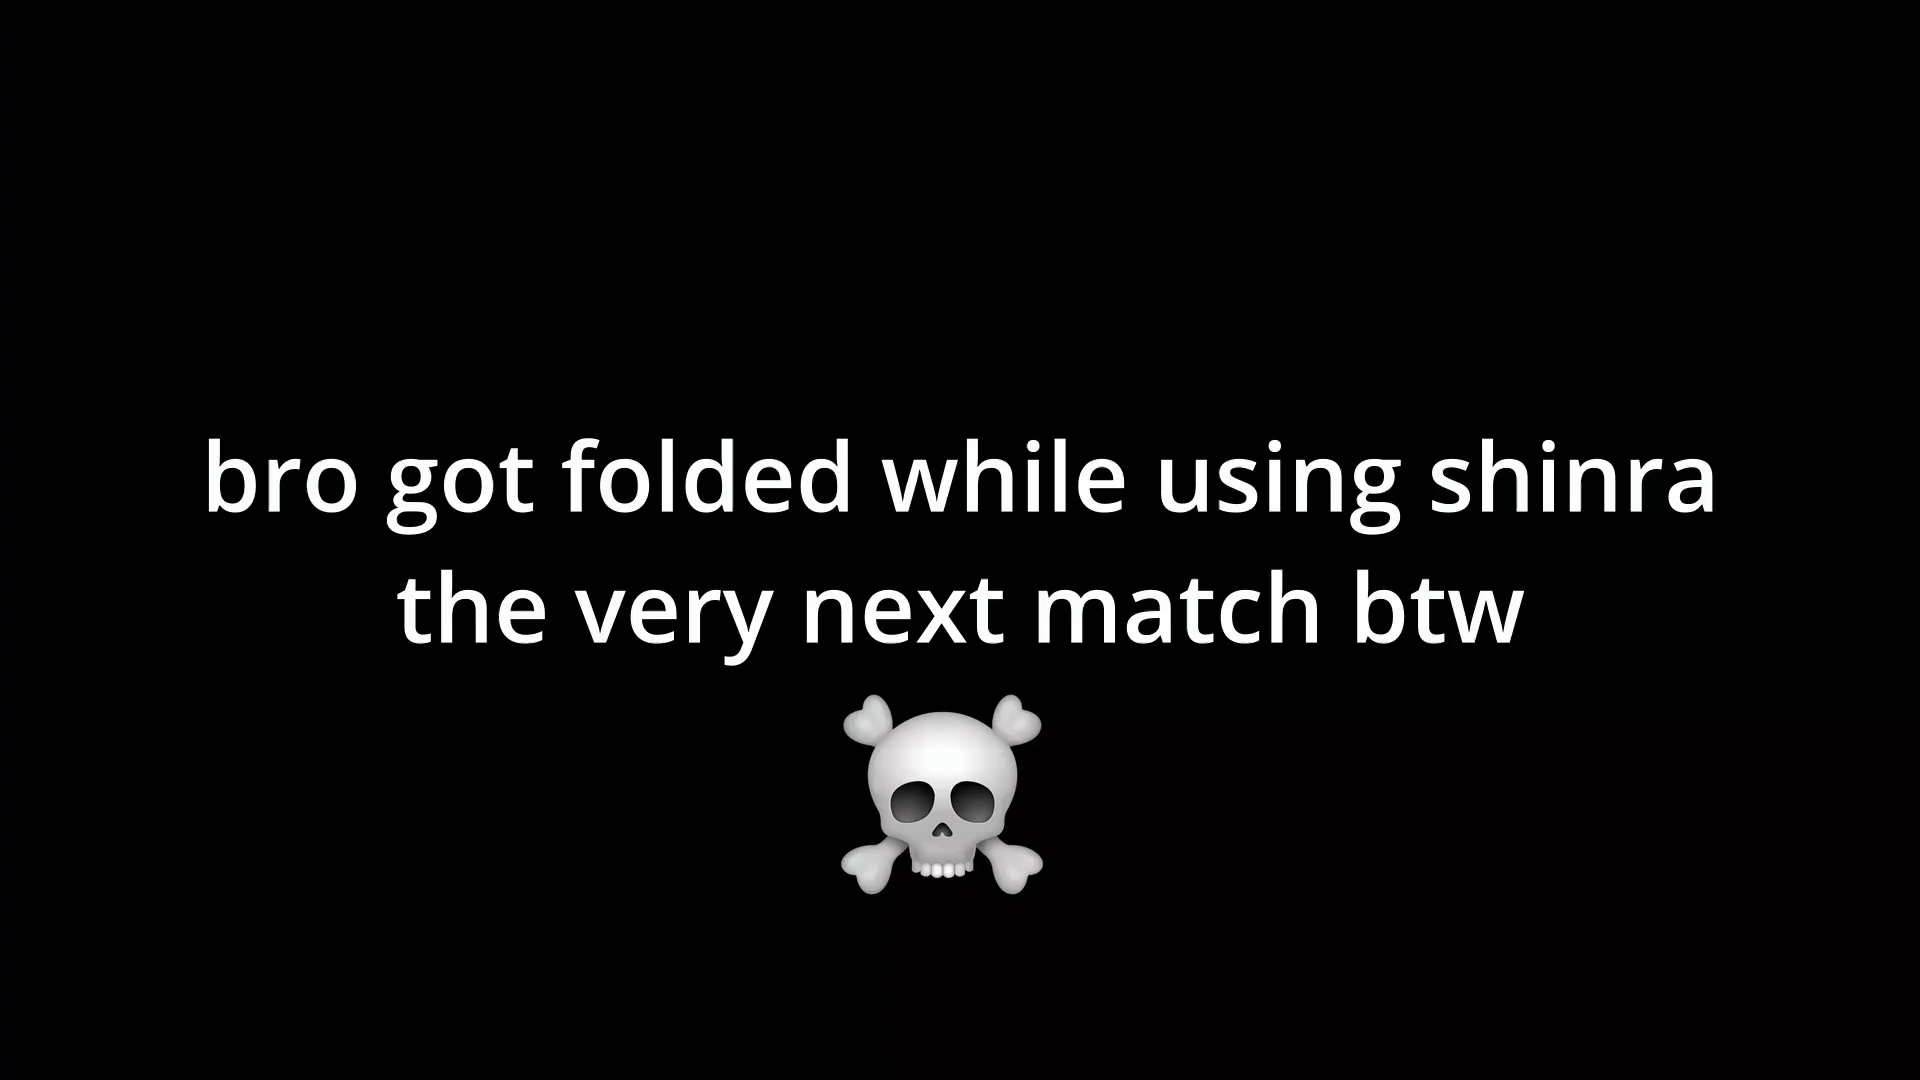 bro got folded while using shinra
the very next match btw
☠️